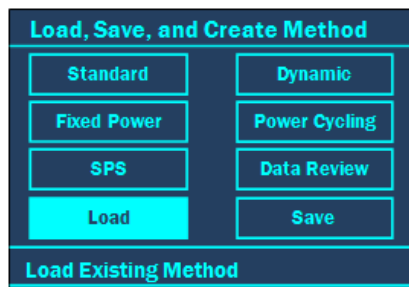 Load, Save, and Create Method
Standard
Dynamic
Fixed Power
Power Cycling
SPS
Data Review
Load
Save
Load Existing Method